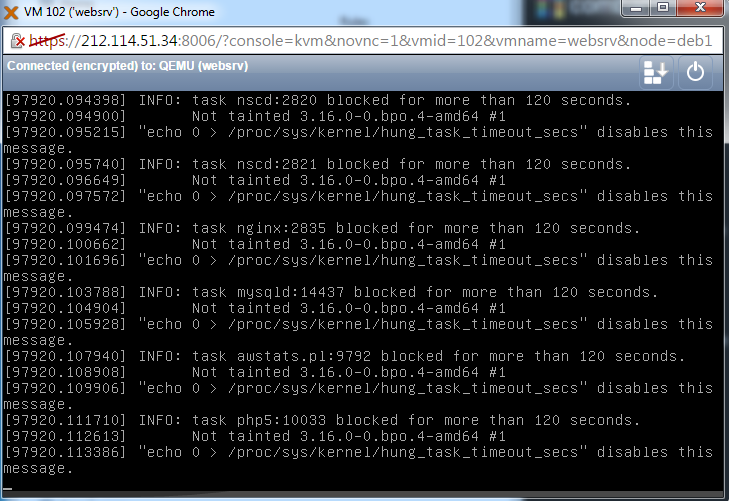 VM 102 ('websrv') - Google Chrome
https://212.114.51.34:8006/?console=kvm&novnc=1&vmid=102&vmname=websrv&node=deb1
Connected (encrypted) to: QEMU (websrv)
[97920.094398] INFO: task nscd:2820 blocked for more than 120 seconds.
[97920.094900]       Not tainted 3.16.0-0.bpo.4-amd64 #1
[97920.095215] "echo 0 > /proc/sys/kernel/hung_task_timeout_secs" disables this
message.
[97920.095740] INFO: task nscd:2821 blocked for more than 120 seconds.
[97920.096649]       Not tainted 3.16.0-0.bpo.4-amd64 #1
[97920.097572] "echo 0 > /proc/sys/kernel/hung_task_timeout_secs" disables this
message.
[97920.099474] INFO: task nginx:2835 blocked for more than 120 seconds.
[97920.100662]       Not tainted 3.16.0-0.bpo.4-amd64 #1
[97920.101696] "echo 0 > /proc/sys/kernel/hung_task_timeout_secs" disables this
message.
[97920.103788] INFO: task mysqld:14437 blocked for more than 120 seconds.
[97920.104904]       Not tainted 3.16.0-0.bpo.4-amd64 #1
[97920.105928] "echo 0 > /proc/sys/kernel/hung_task_timeout_secs" disables this
message.
[97920.107940] INFO: task awstats.pl:9792 blocked for more than 120 seconds.
[97920.108908]       Not tainted 3.16.0-0.bpo.4-amd64 #1
[97920.109906] "echo 0 > /proc/sys/kernel/hung_task_timeout_secs" disables this
message.
[97920.111710] INFO: task php5:10033 blocked for more than 120 seconds.
[97920.112613]       Not tainted 3.16.0-0.bpo.4-amd64 #1
[97920.113386] "echo 0 > /proc/sys/kernel/hung_task_timeout_secs" disables this
message.